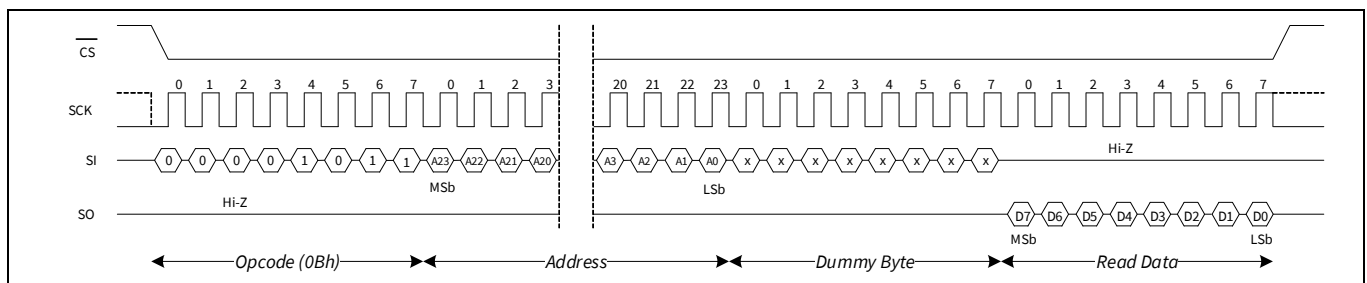 CS
0 1 2 3 4 5 6 7 0 1 2 3 20 21 22 23 0 1 2 3 4 5 6 7 0 1 2 3 4 5 6 7
SCK
Hi-Z
SI 0 0 0 0 1 0 1 1 A23 A22 A21 A20 A3 A2 A1 A0 x x x x x x x x
MSb LSb
Hi-Z
SO D7 D6 D5 D4 D3 D2 D1 D0
MSb LSb
Opcode (0Bh) Address Dummy Byte Read Data